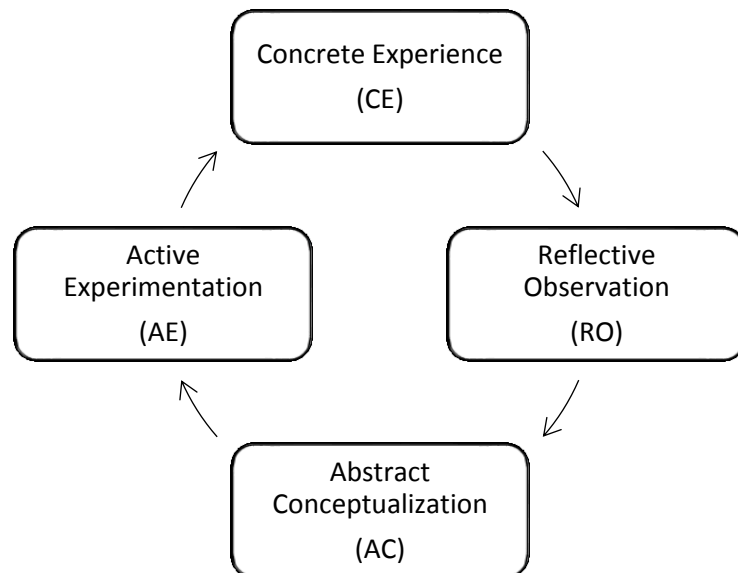 Concrete Experience
(CE)
Active
Experimentation
(AE)
Reflective
Observation
(RO)
Abstract
Conceptualization
(AC)